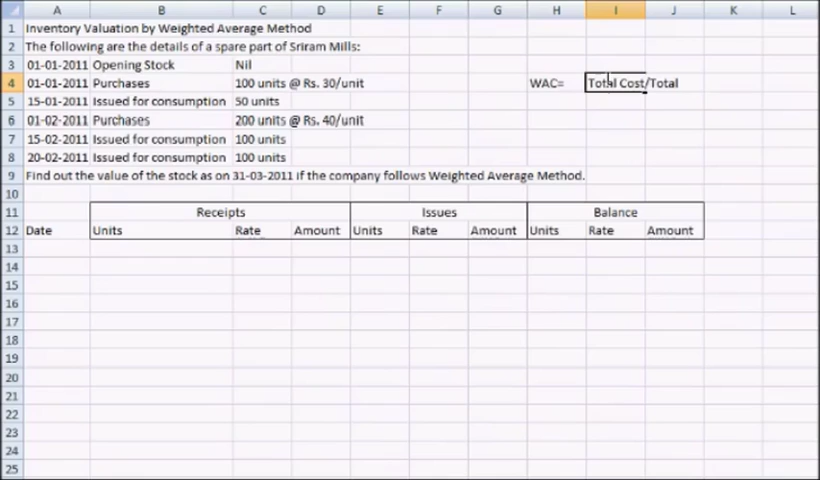 A B C D E F G H I J K L
1 Inventory Valuation by Weighted Average Method
2 The following are the details of a spare part of Sriram Mills:
3 01-01-2011 Opening Stock Nil
4 01-01-2011 Purchases 100 units @ Rs. 30/unit WAC= Total Cost/Total
5 15-01-2011 Issued for consumption 50 units
6 01-02-2011 Purchases 200 units @ Rs. 40/unit
7 15-02-2011 Issued for consumption 100 units
8 20-02-2011 Issued for consumption 100 units
9 Find out the value of the stock as on 31-03-2011 if the company follows Weighted Average Method.
10
11 Receipts Issues Balance
12 Date Units Rate Amount Units Rate Amount Units Rate Amount
13
14
15
16
17
18
19
20
21
22
23
24
25